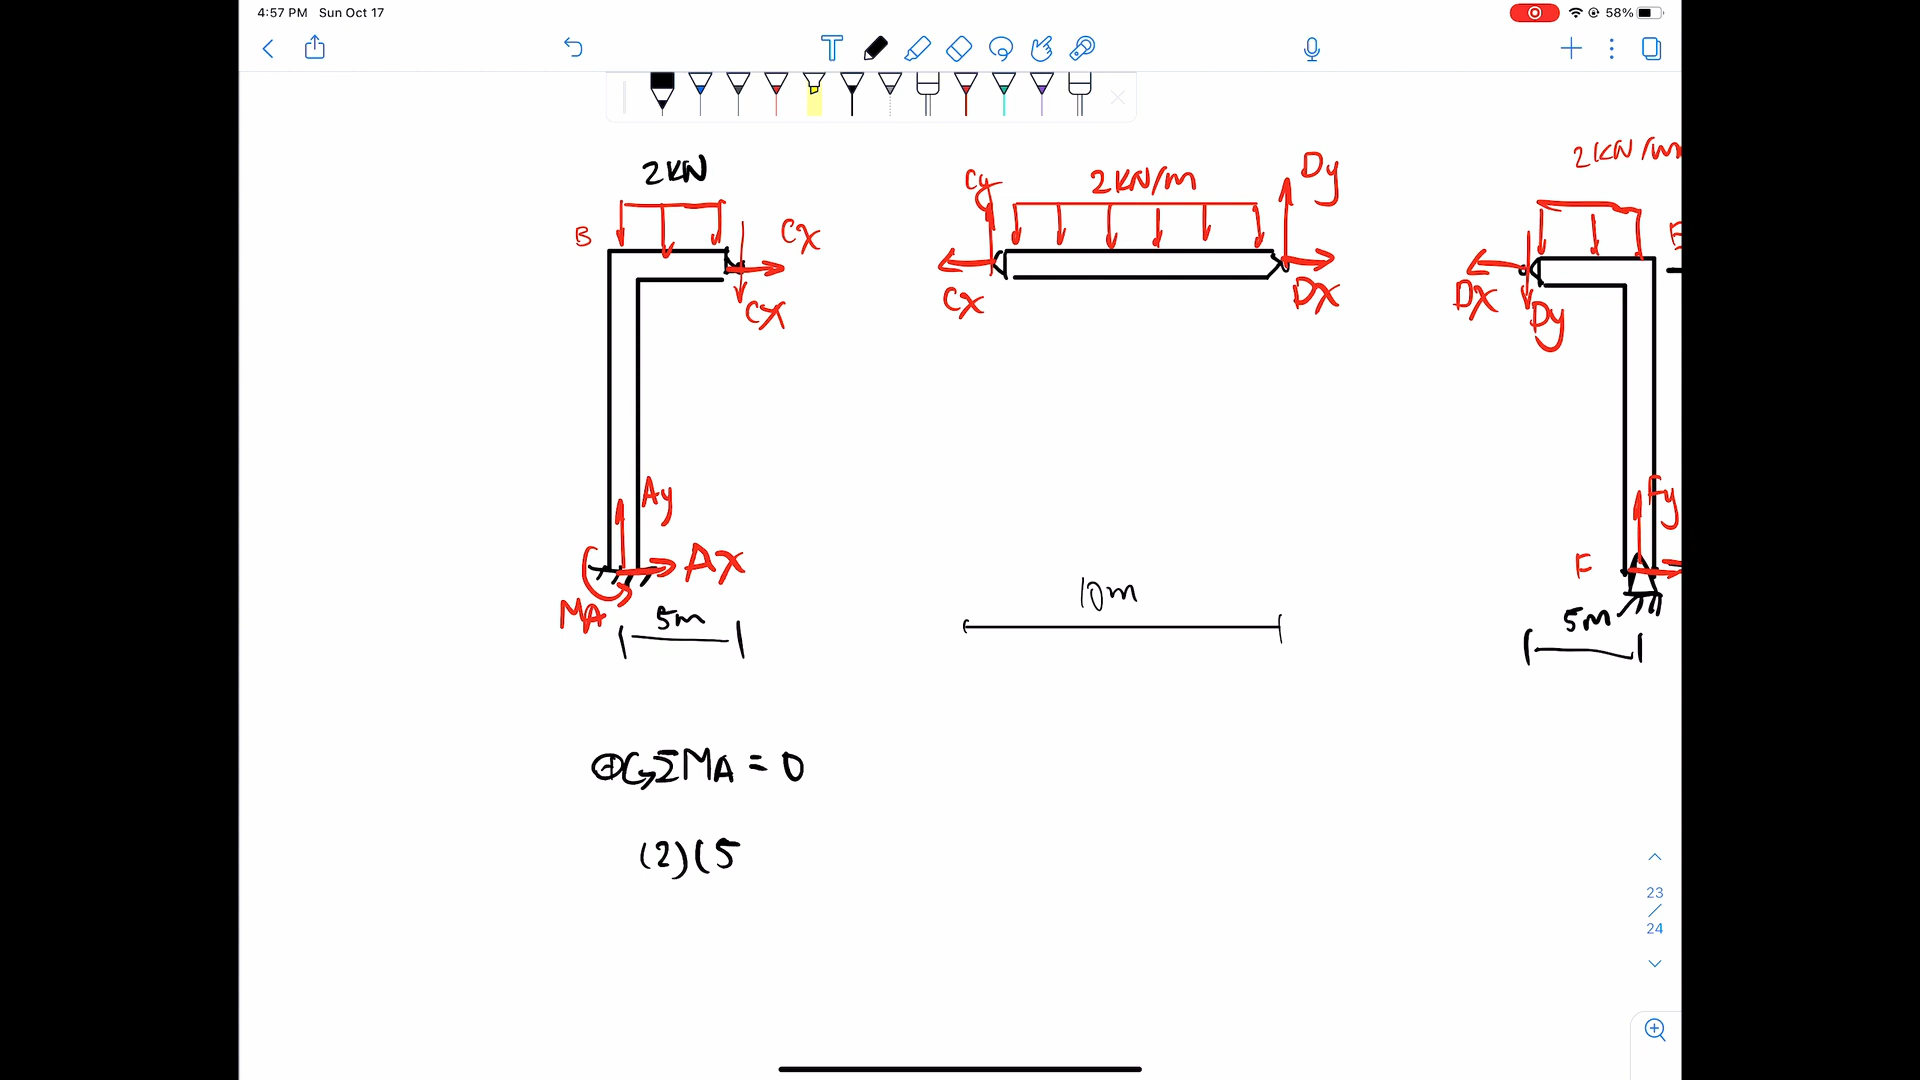 4:57 PM Sun Oct 17
58%
2KN
B
Cx
Cx
Ay
Ax
MA
5m
Cy
2KN/m
Dy
Cx
Dx
10m
2KN/m
Dx
Dy
E
Fy
F
5m
⊕ΣMA = 0
(2)(5
23
/
24